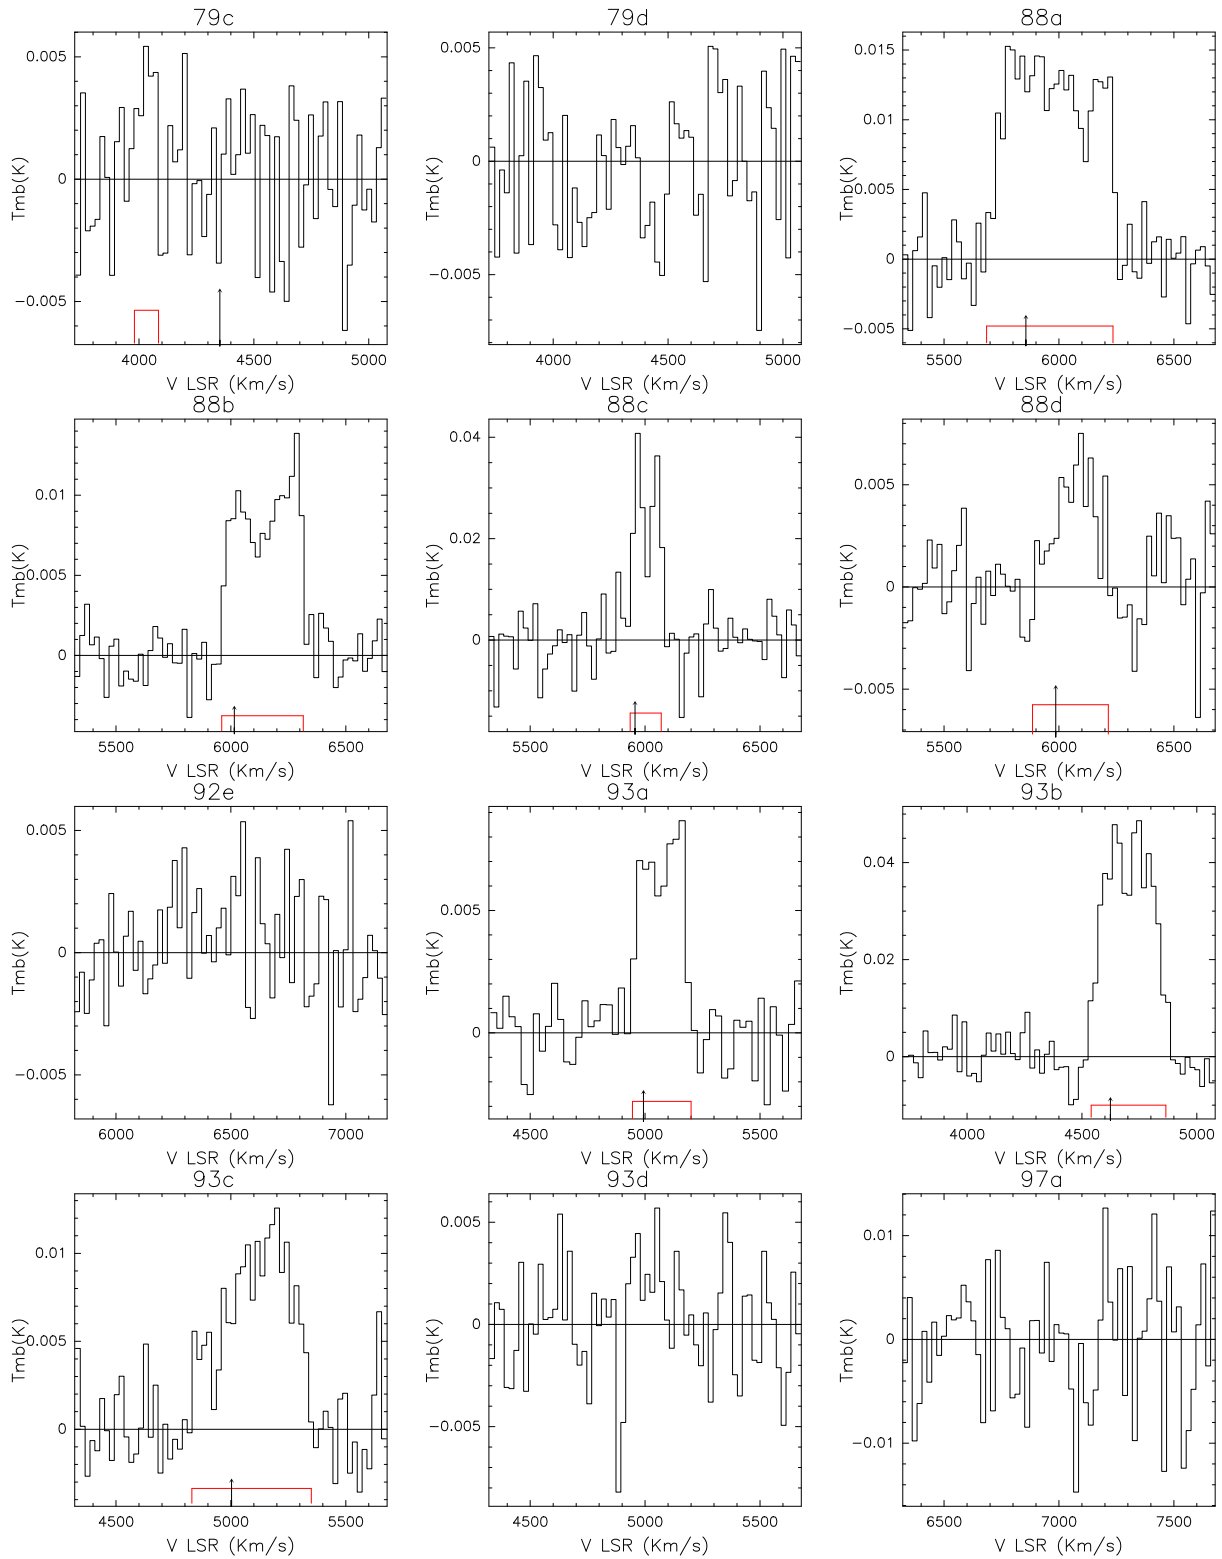 79c
79d
88a
0.005
0
−0.005
Tmb(K)
4000 4500 5000
V LSR (Km/s)
0.005
0
−0.005
Tmb(K)
4000 4500 5000
V LSR (Km/s)
0.015
0.01
0.005
0
−0.005
Tmb(K)
5500 6000 6500
V LSR (Km/s)
88b
88c
88d
0.01
0.005
0
Tmb(K)
5500 6000 6500
V LSR (Km/s)
0.04
0.02
0
Tmb(K)
5500 6000 6500
V LSR (Km/s)
0.005
0
−0.005
Tmb(K)
5500 6000 6500
V LSR (Km/s)
92e
93a
93b
0.005
0
−0.005
Tmb(K)
6000 6500 7000
V LSR (Km/s)
0.005
0
Tmb(K)
4500 5000 5500
V LSR (Km/s)
0.04
0.02
0
Tmb(K)
4000 4500 5000
V LSR (Km/s)
93c
93d
97a
0.01
0.005
0
Tmb(K)
4500 5000 5500
V LSR (Km/s)
0.005
0
−0.005
Tmb(K)
4500 5000 5500
V LSR (Km/s)
0.01
0
−0.01
Tmb(K)
6500 7000 7500
V LSR (Km/s)